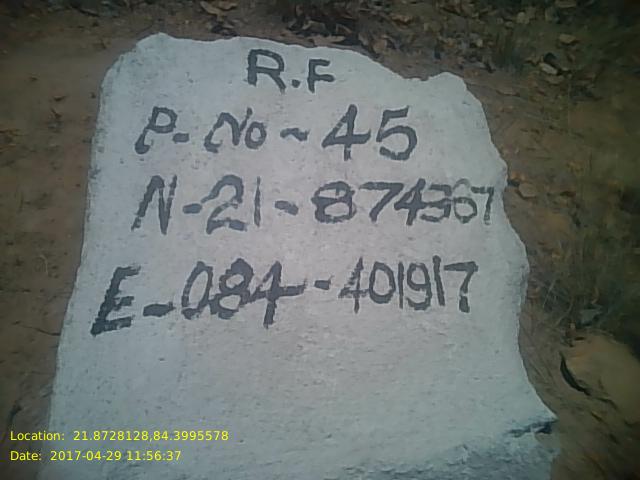 R.F
P-No-45
N-21-874367
E-084-401917
Location: 21.8728128,84.3995578
Date: 2017-04-29 11:56:37